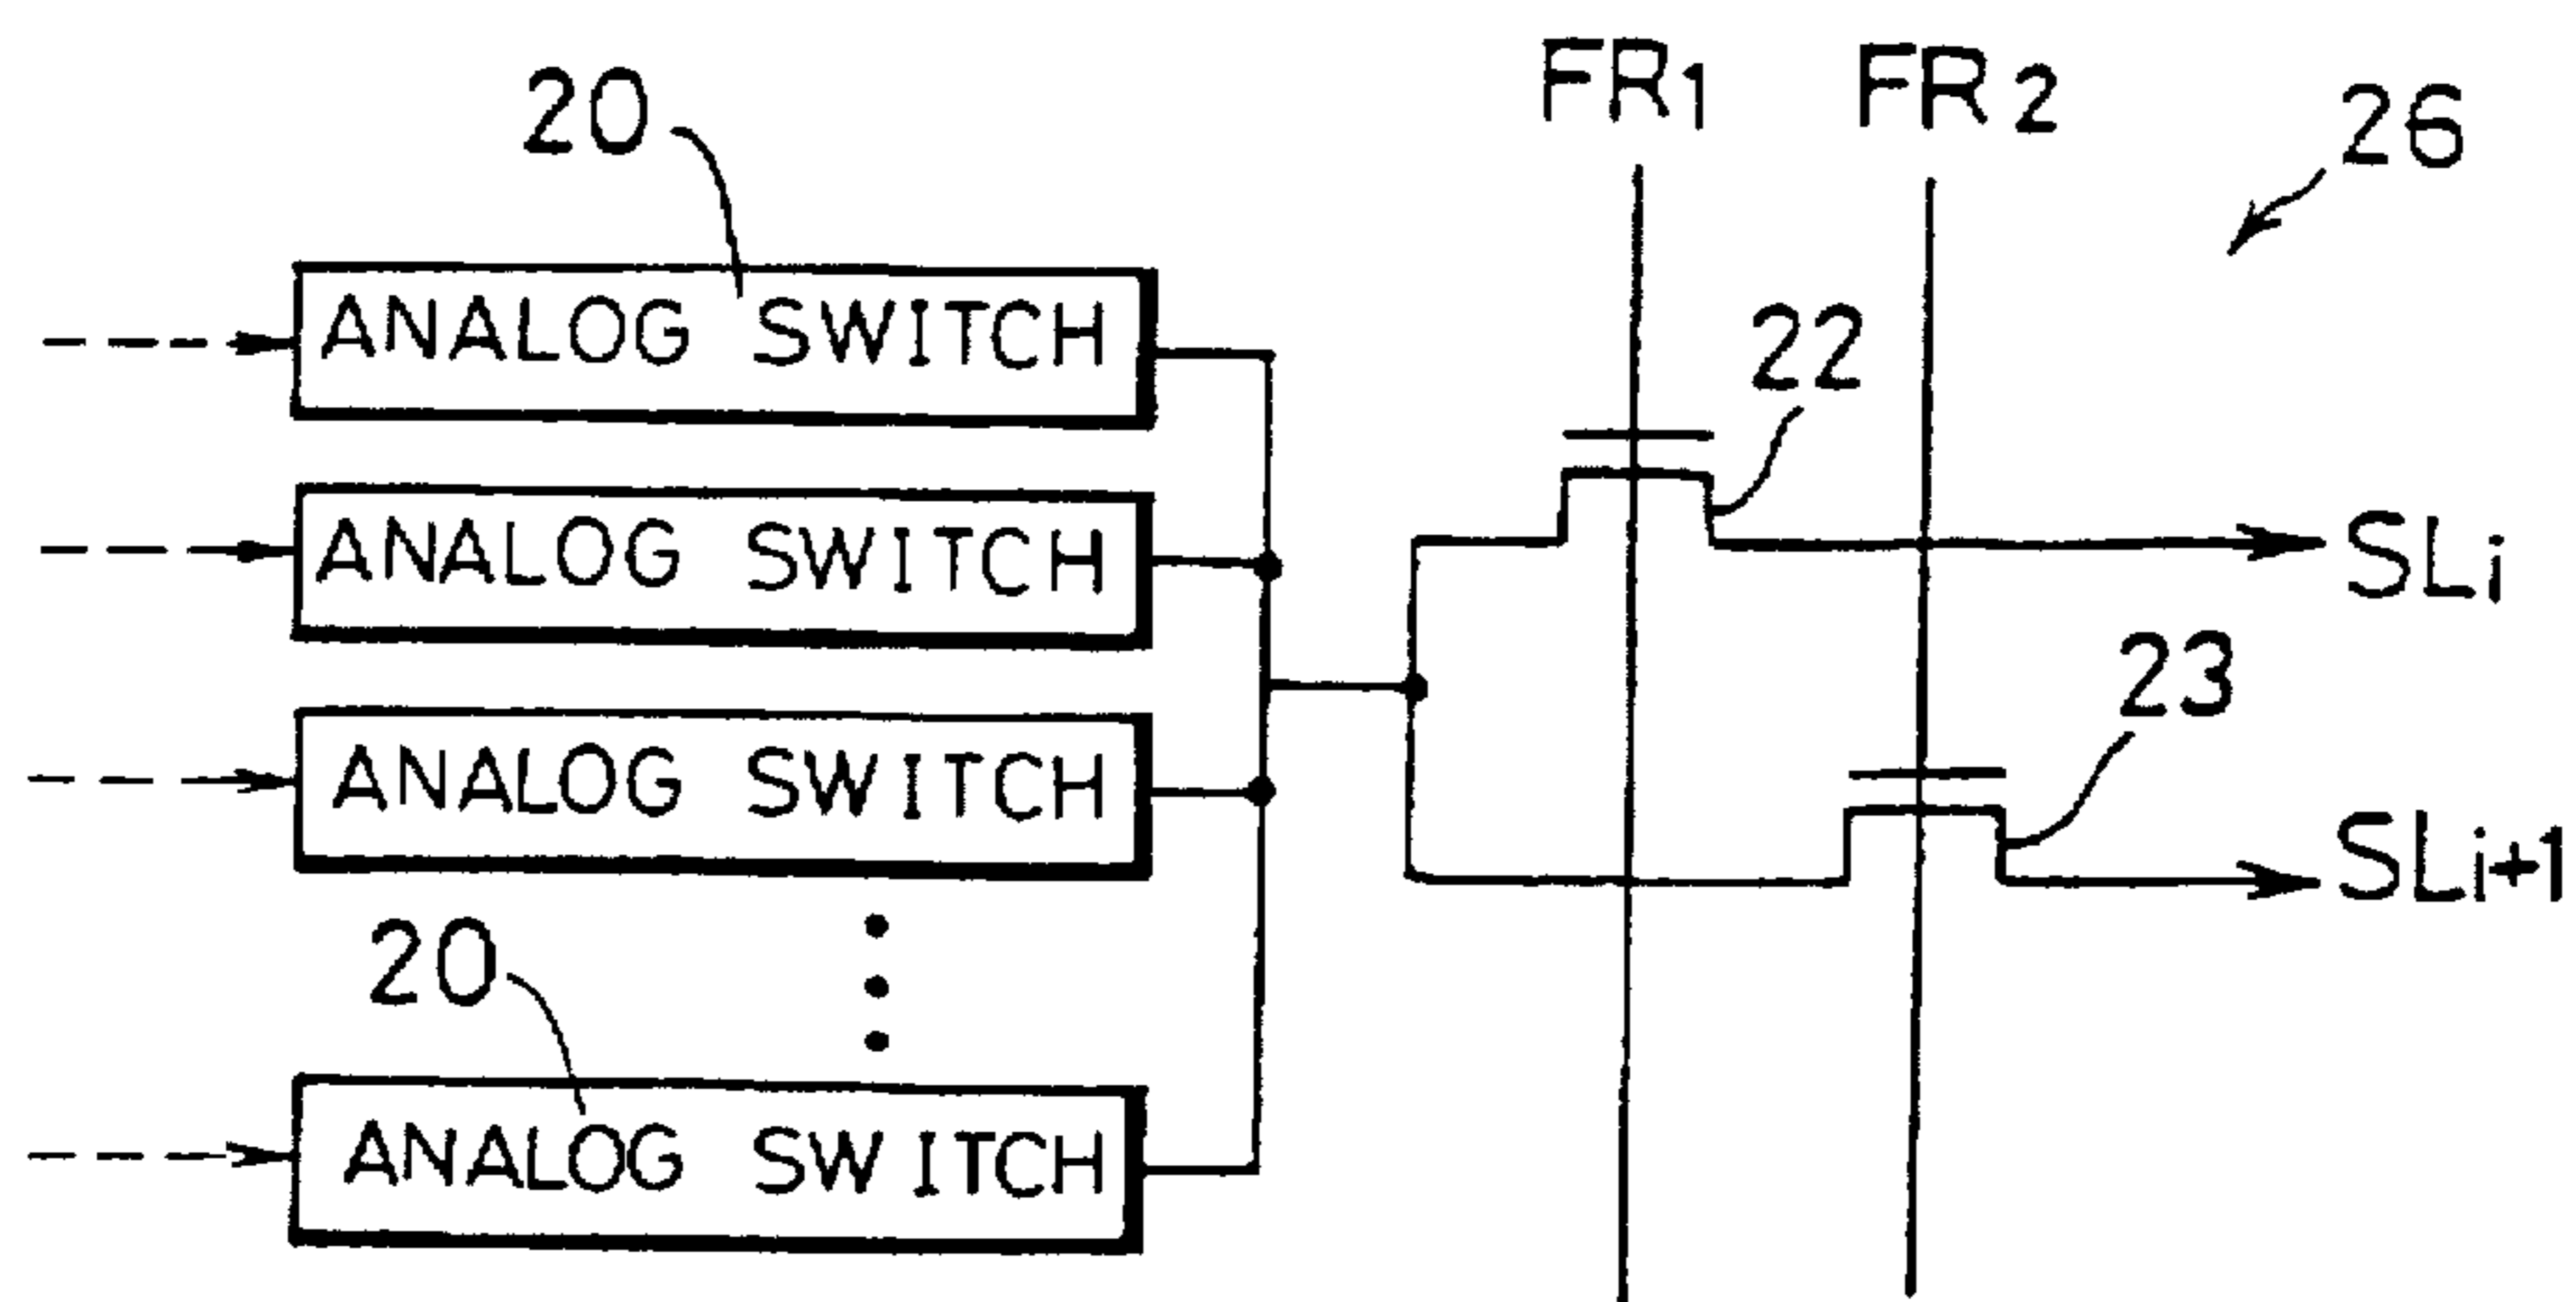 FR1 FR2
20 26
ANALOG SWITCH
22
ANALOG SWITCH
SLi
23
ANALOG SWITCH
SLi+1
20
ANALOG SWITCH